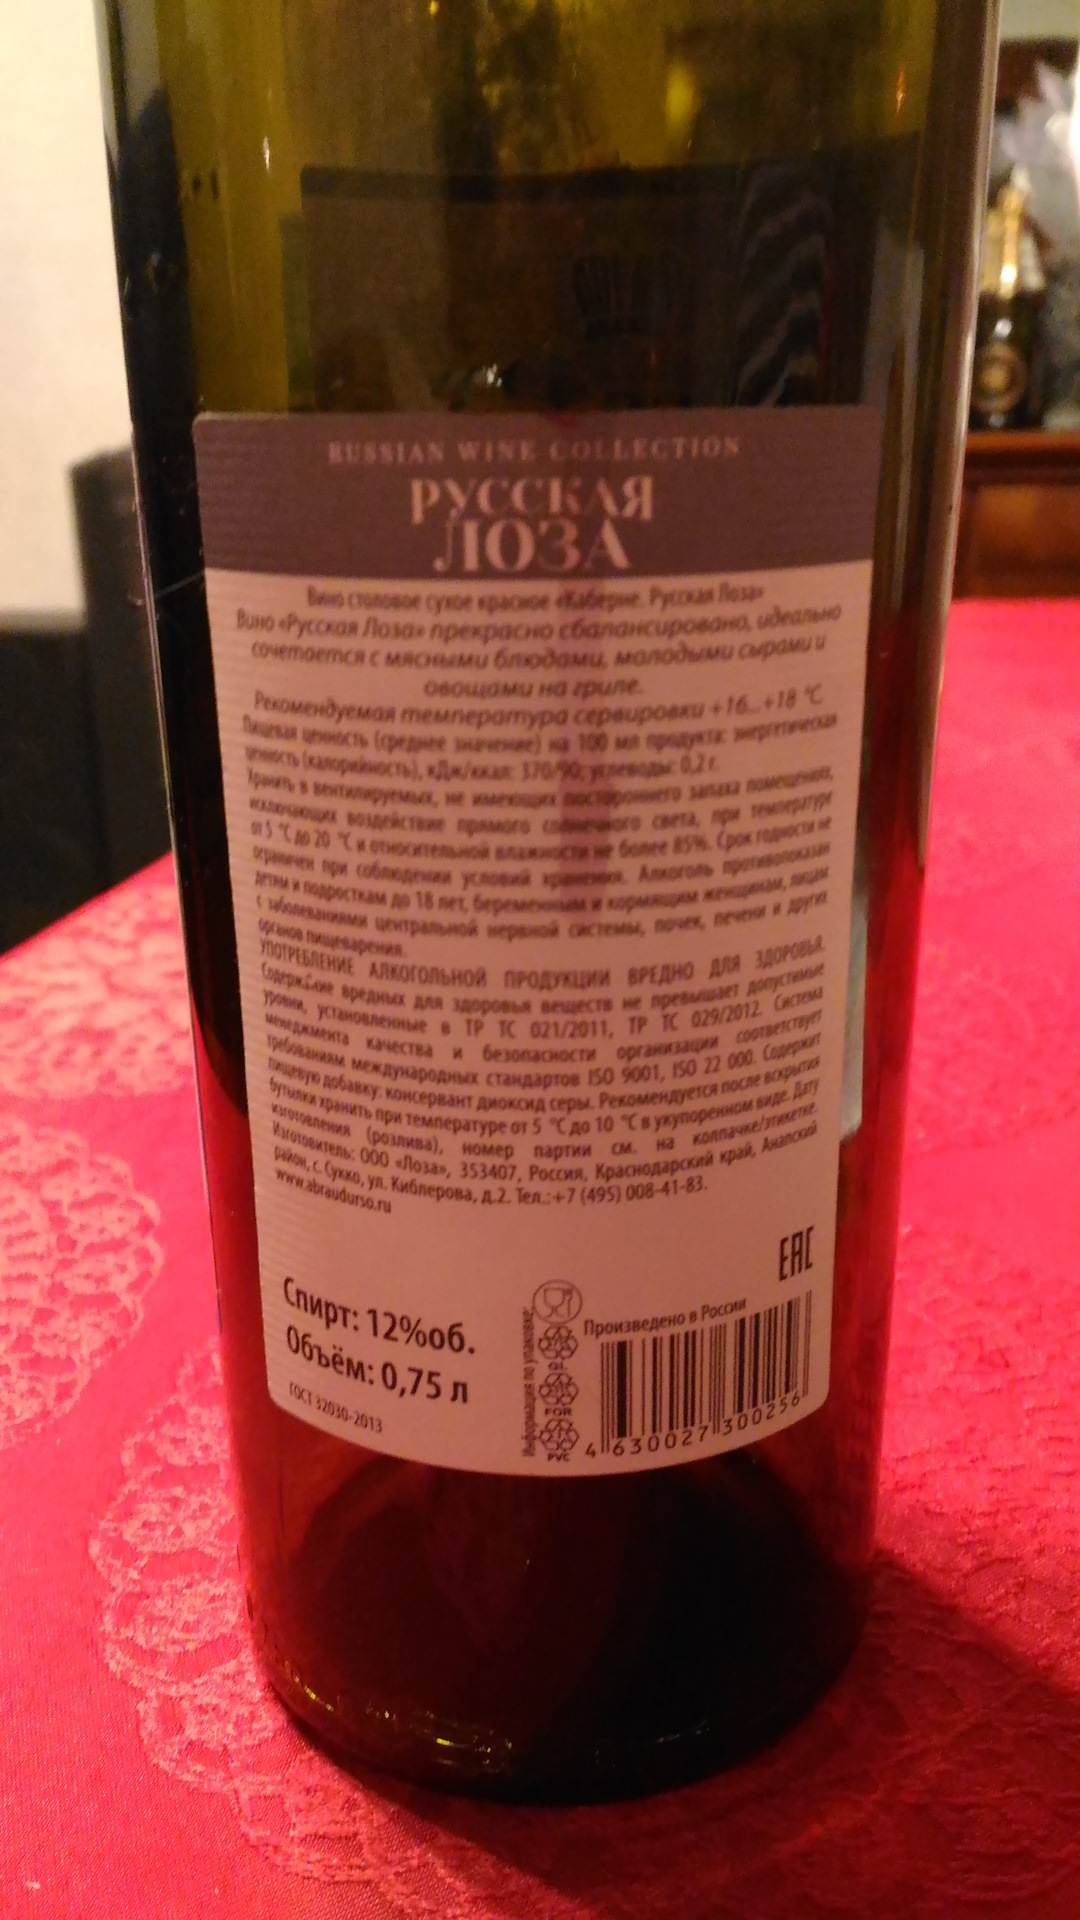 RUSSIAN WINE COLLECTION
РУССКАЯ
ЛОЗА
Вино столовое сухое красное «Каберне. Русская Лоза»
Вино «Русская Лоза» прекрасно сбалансировано, идеально
сочетается с мясными блюдами, молодыми сырами и
овощами на гриле.
Рекомендуемая температура сервировки +16...+18 °C
Пищевая ценность (среднее значение) на 100 мл продукта: энергетическая
ценность (калорийность), кДж/ккал: 370/90; углеводы: 0,2 г.
Хранить в вентилируемых, не имеющих постороннего запаха помещениях,
исключающих воздействие прямого солнечного света, при температуре
от 5 °C до 20 °C и относительной влажности не более 85%. Срок годности не
ограничен при соблюдении условий хранения. Алкоголь противопоказан
детям и подросткам до 18 лет, беременным и кормящим женщинам, лицам
с заболеваниями центральной нервной системы, почек, печени и других
органов пищеварения.
УПОТРЕБЛЕНИЕ АЛКОГОЛЬНОЙ ПРОДУКЦИИ ВРЕДНО ДЛЯ ЗДОРОВЬЯ.
Содержание вредных для здоровья веществ не превышает допустимые
уровни, установленные в ТР ТС 021/2011, ТР ТС 029/2012. Система
менеджмента качества и безопасности организации соответствует
требованиям международных стандартов ISO 9001, ISO 22 000. Содержит
пищевую добавку: консервант диоксид серы. Рекомендуется после вскрытия
бутылки хранить при температуре от 5 °C до 10 °C в укупоренном виде. Дату
изготовления (розлива), номер партии см. на колпачке/этикетке.
Изготовитель: ООО «Лоза», 353407, Россия, Краснодарский край, Анапский
район, с. Сукко, ул. Киблерова, д.2. Тел.: +7 (495) 008-41-83.
www.abraudurso.ru
EAC
Спирт: 12%об.
Объём: 0,75 л
ГОСТ 32030-2013
Информация по упаковке:
GL
FOR
PVC
Произведено в России
4 630027 300256